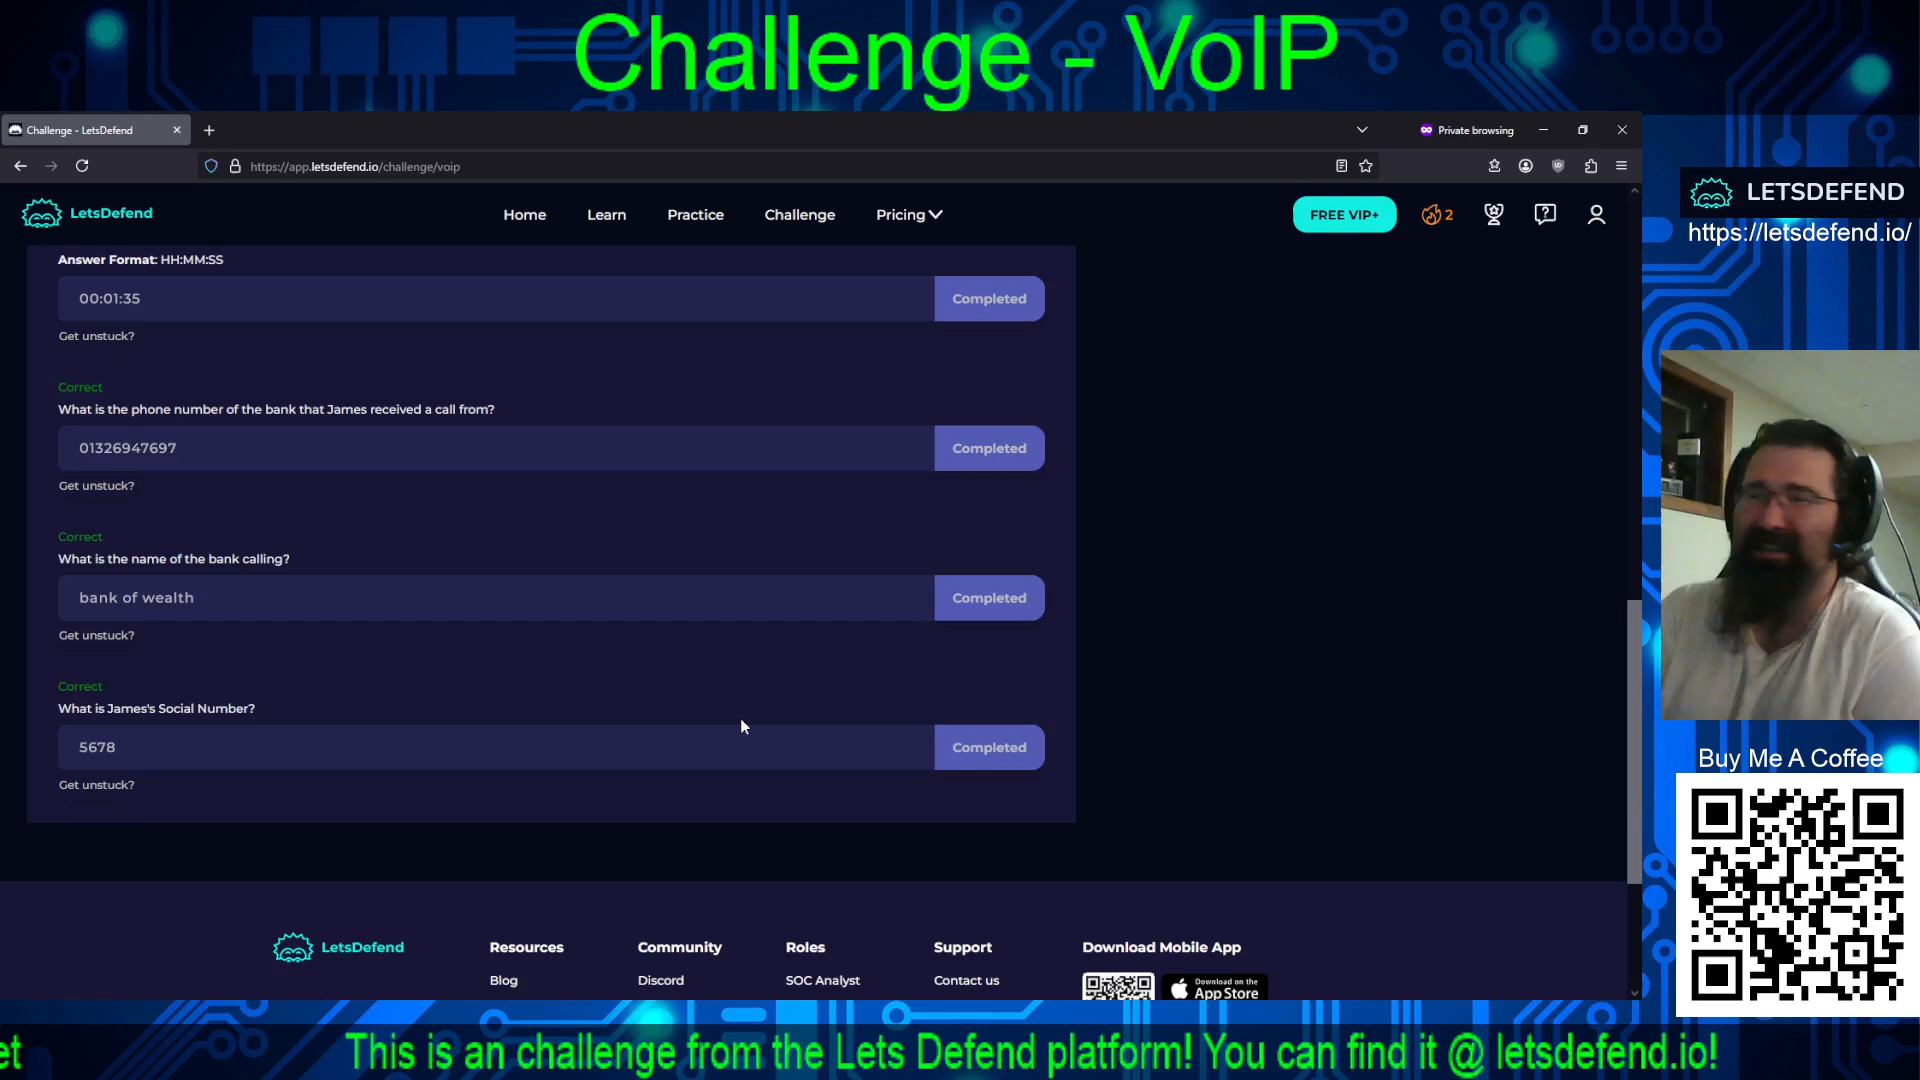 Challenge - VoIP
Challenge - LetsDefend
Private browsing
https://app.letsdefend.io/challenge/voip
LetsDefend
Home
Learn
Practice
Challenge
Pricing
FREE VIP+
2
LETSDEFEND
https://letsdefend.io/
Answer Format: HH:MM:SS
00:01:35
Completed
Get unstuck?
Correct
What is the phone number of the bank that James received a call from?
01326947697
Completed
Get unstuck?
Correct
What is the name of the bank calling?
bank of wealth
Completed
Get unstuck?
Correct
What is James's Social Number?
5678
Completed
Get unstuck?
Buy Me A Coffee
LetsDefend
Resources
Community
Roles
Support
Download Mobile App
Blog
Discord
SOC Analyst
Contact us
Download on the
App Store
et
This is an challenge from the Lets Defend platform! You can find it @ letsdefend.io!